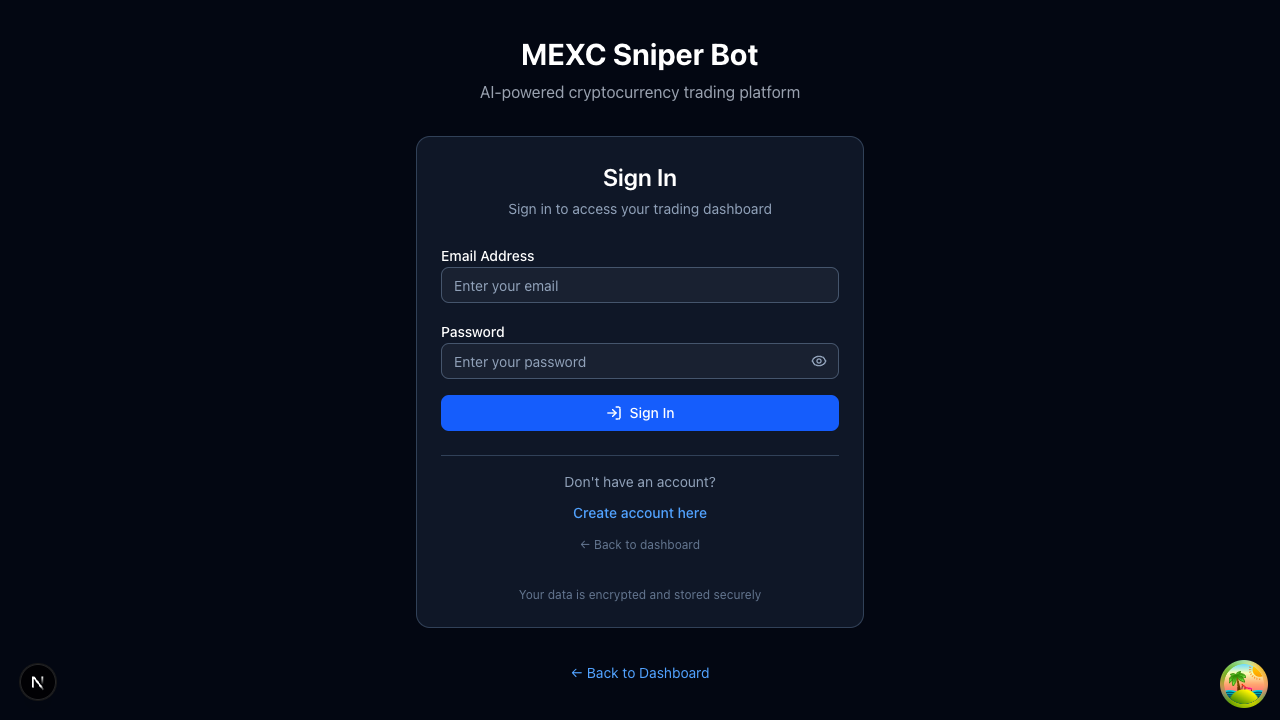 MEXC Sniper Bot
AI-powered cryptocurrency trading platform
Sign In
Sign in to access your trading dashboard
Email Address
Enter your email
Password
Enter your password
Sign In
Don't have an account?
Create account here
← Back to dashboard
Your data is encrypted and stored securely
← Back to Dashboard
N